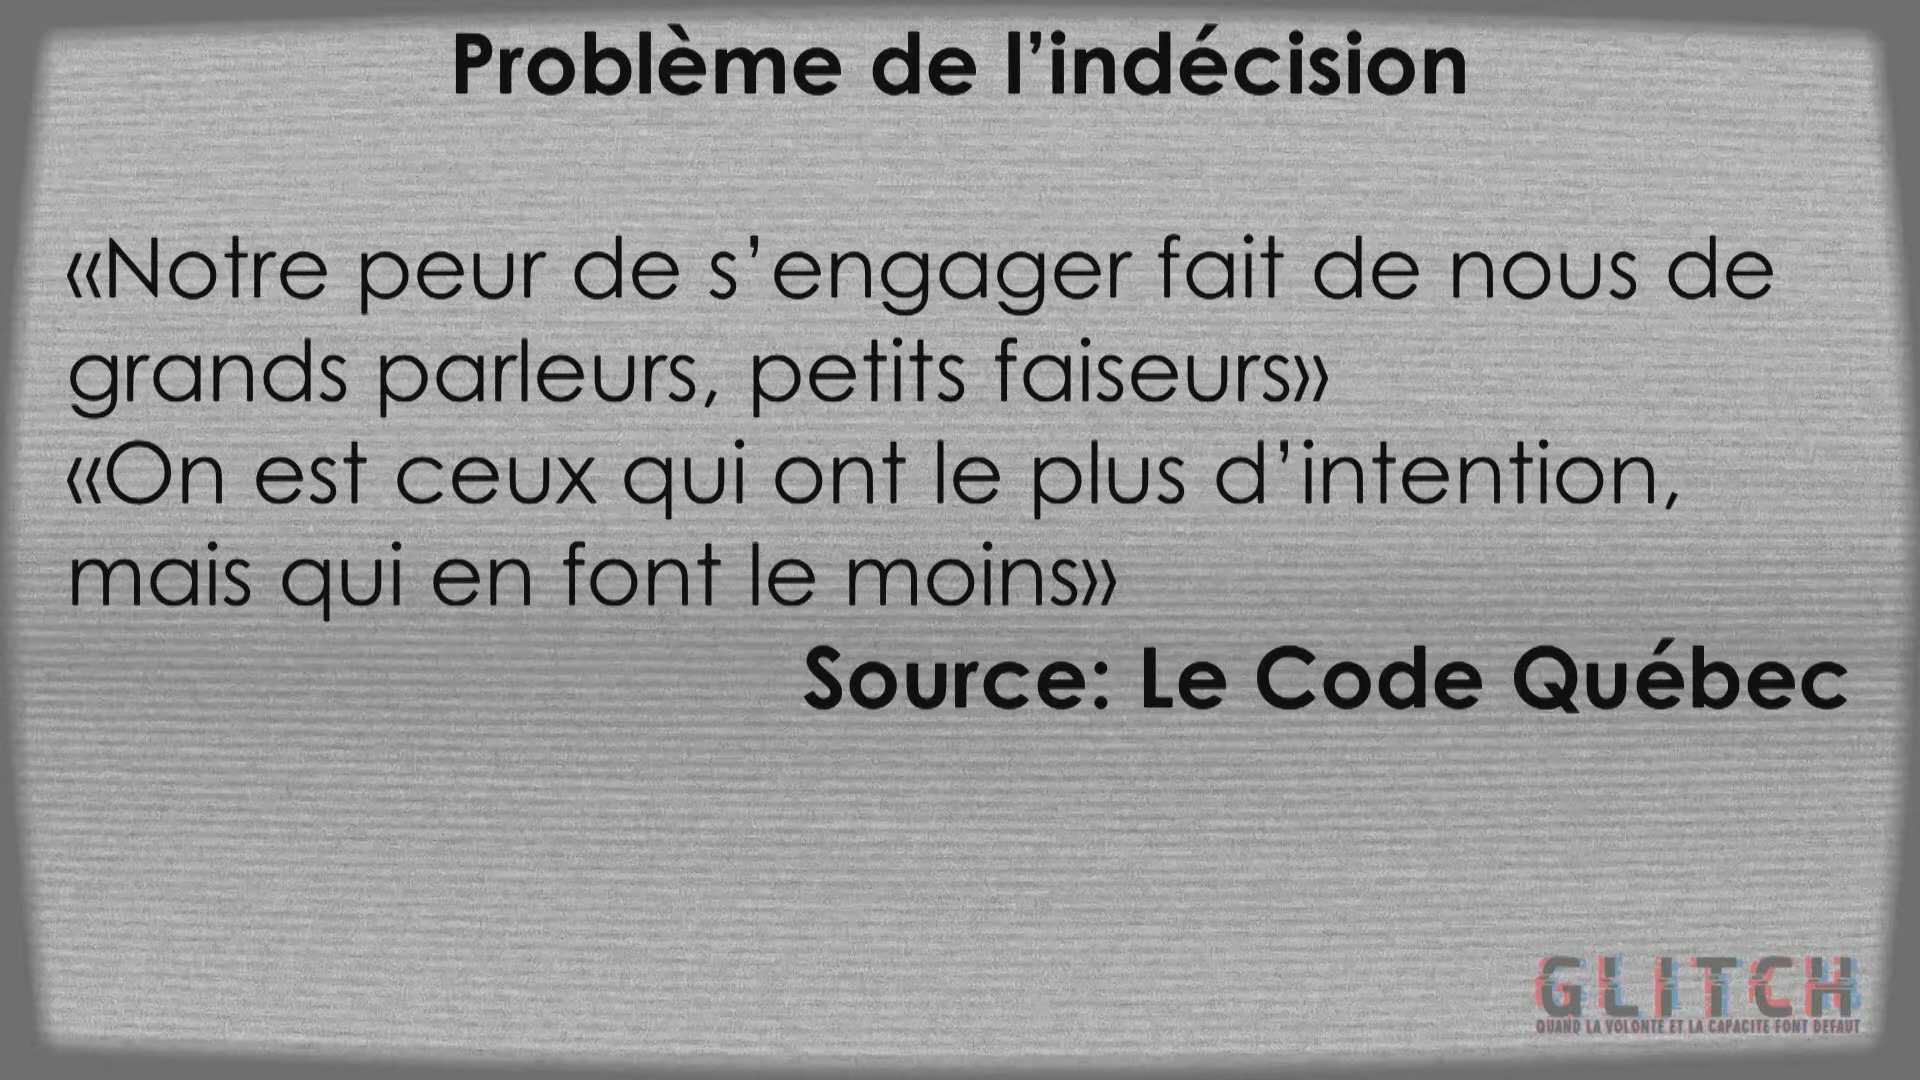 Problème de l’indécision
«Notre peur de s’engager fait de nous de
grands parleurs, petits faiseurs»
«On est ceux qui ont le plus d’intention,
mais qui en font le moins»
Source: Le Code Québec
GLITCH
QUAND LA VOLONTE ET LA CAPACITE FONT DEFAUT